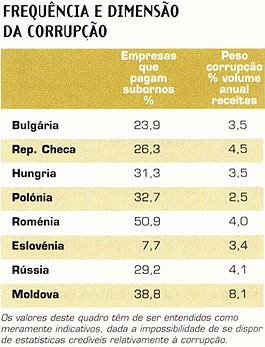 FREQUÊNCIA E DIMENSÃO
DA CORRUPÇÃO
Empresas que pagam subornos % Peso corrupção % volume anual receitas
Bulgária 23,9 3,5
Rep. Checa 26,3 4,5
Hungria 31,3 3,5
Polónia 32,7 2,5
Roménia 50,9 4,0
Eslovénia 7,7 3,4
Rússia 29,2 4,1
Moldova 38,8 8,1
Os valores deste quadro têm de ser entendidos como
meramente indicativos, dada a impossibilidade de se dispor
de estatísticas credíveis relativamente à corrupção.